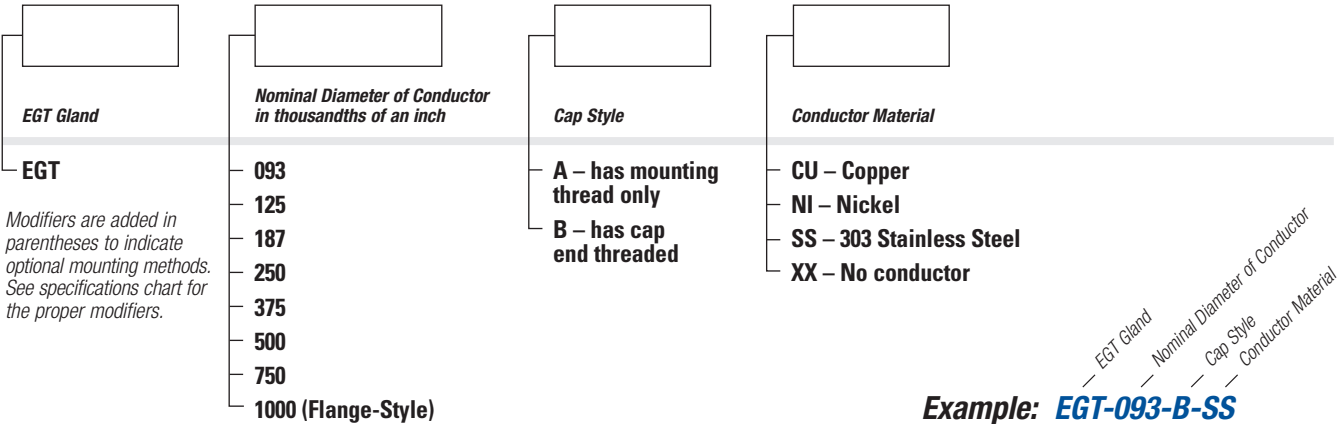 EGT Gland
Nominal Diameter of Conductor
in thousandths of an inch
Cap Style
Conductor Material
EGT
Modifiers are added in
parentheses to indicate
optional mounting methods.
See specifications chart for
the proper modifiers.
093
125
187
250
375
500
750
1000 (Flange-Style)
A – has mounting
thread only
B – has cap
end threaded
CU – Copper
NI – Nickel
SS – 303 Stainless Steel
XX – No conductor
EGT Gland
Nominal Diameter of Conductor
Cap Style
Conductor Material
Example: EGT-093-B-SS